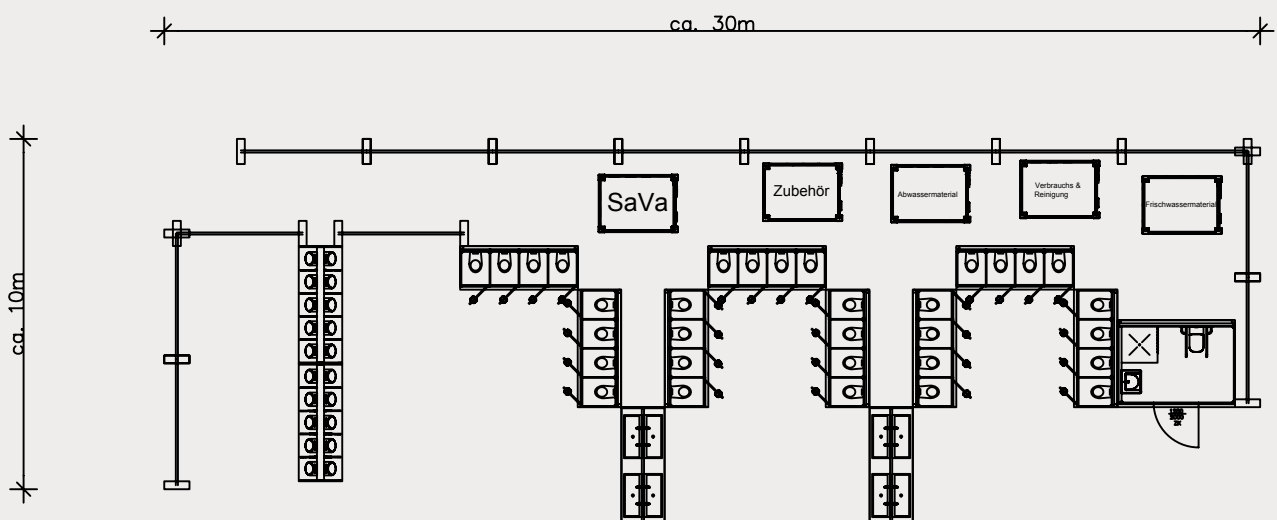 ca. 30m
ca. 10m
SaVa
Zubehör
Abwassermaterial
Verbrauchs &
Reinigung
Frischwassermaterial